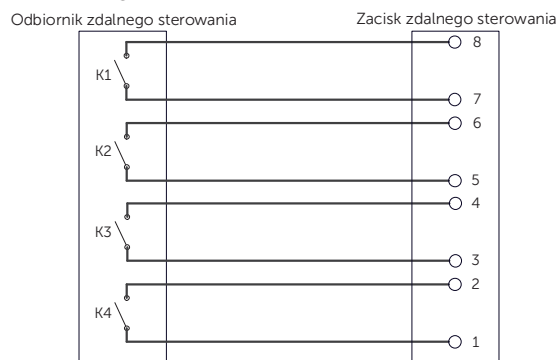 Odbiornik zdalnego sterowania
Zacisk zdalnego sterowania
8
K1
7
6
K2
5
4
K3
3
2
K4
1